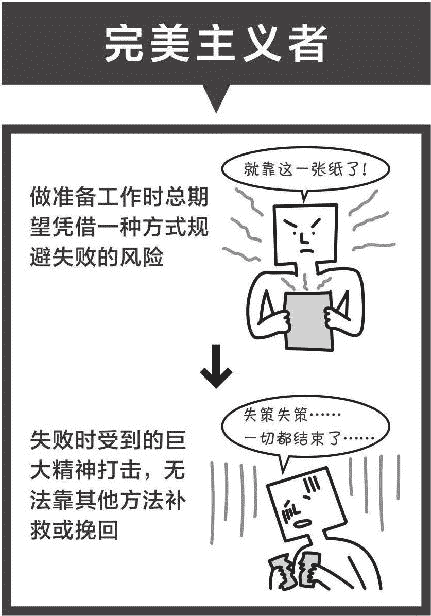 完美主义者
就靠这一张纸了!
做准备工作时总期
望凭借一种方式规
避失败的风险
失策失策……
一切都结束了……
失败时受到的巨
大精神打击，无
法靠其他方法补
救或挽回